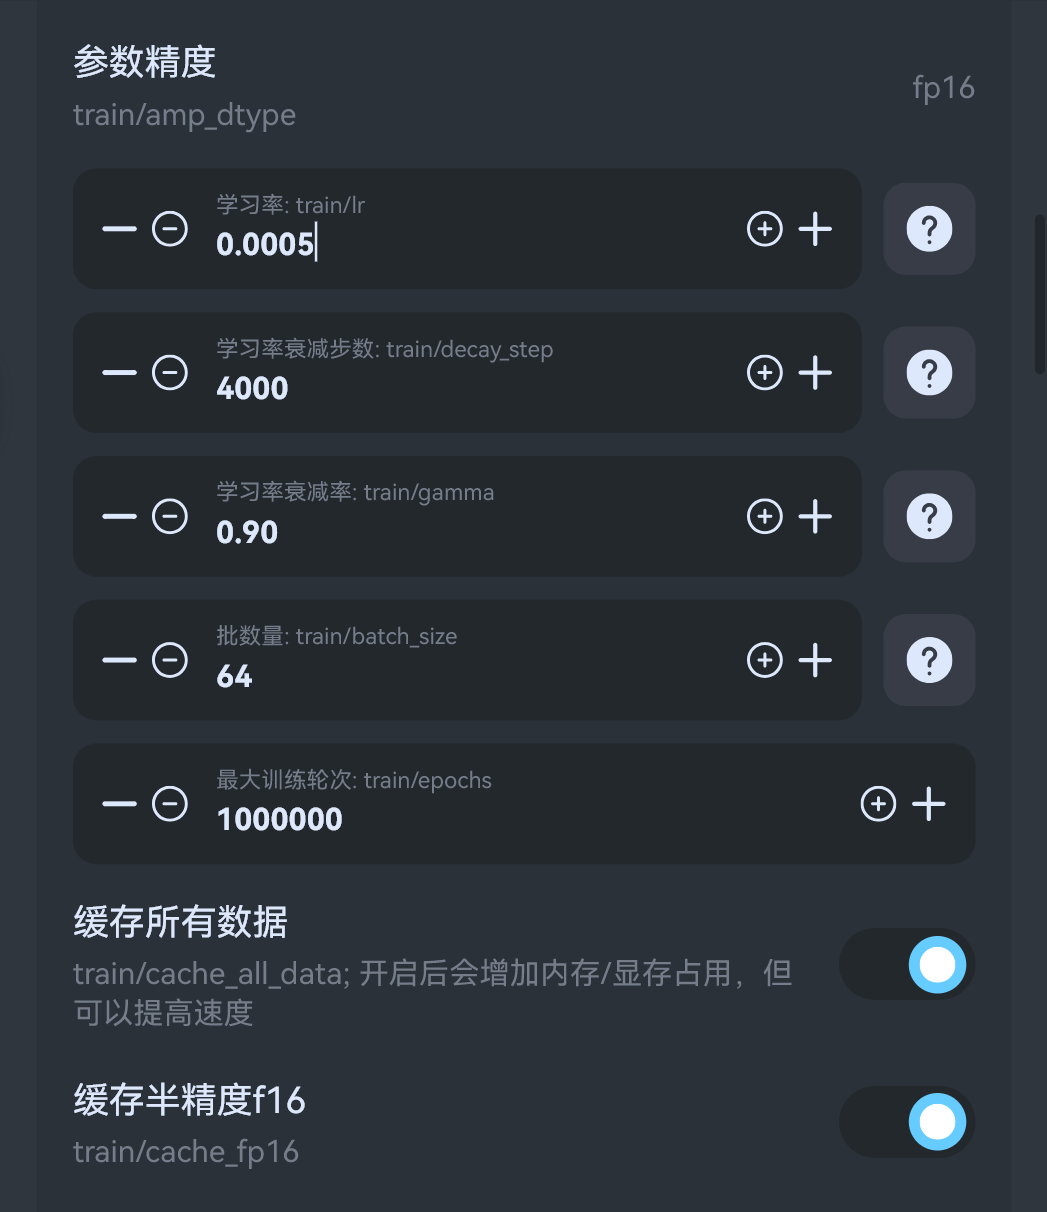 参数精度
train/amp_dtype
fp16
学习率: train/lr
0.0005
学习率衰减步数: train/decay_step
4000
学习率衰减率: train/gamma
0.90
批数量: train/batch_size
64
最大训练轮次: train/epochs
1000000
缓存所有数据
train/cache_all_data; 开启后会增加内存/显存占用，但
可以提高速度
缓存半精度f16
train/cache_fp16